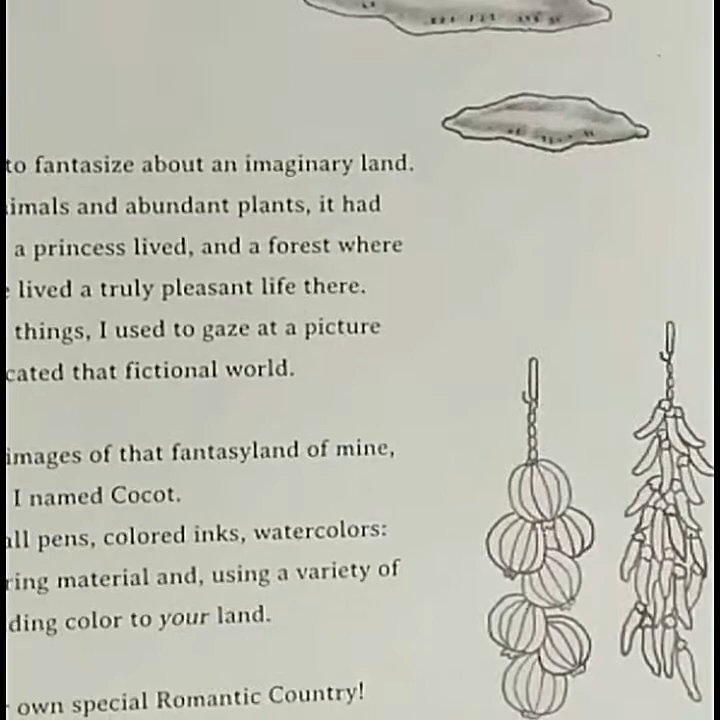 to fantasize about an imaginary land.
imals and abundant plants, it had
a princess lived, and a forest where
lived a truly pleasant life there.
things, I used to gaze at a picture
cated that fictional world.
images of that fantasyland of mine,
I named Cocot.
all pens, colored inks, watercolors:
ring material and, using a variety of
ding color to your land.
own special Romantic Country!